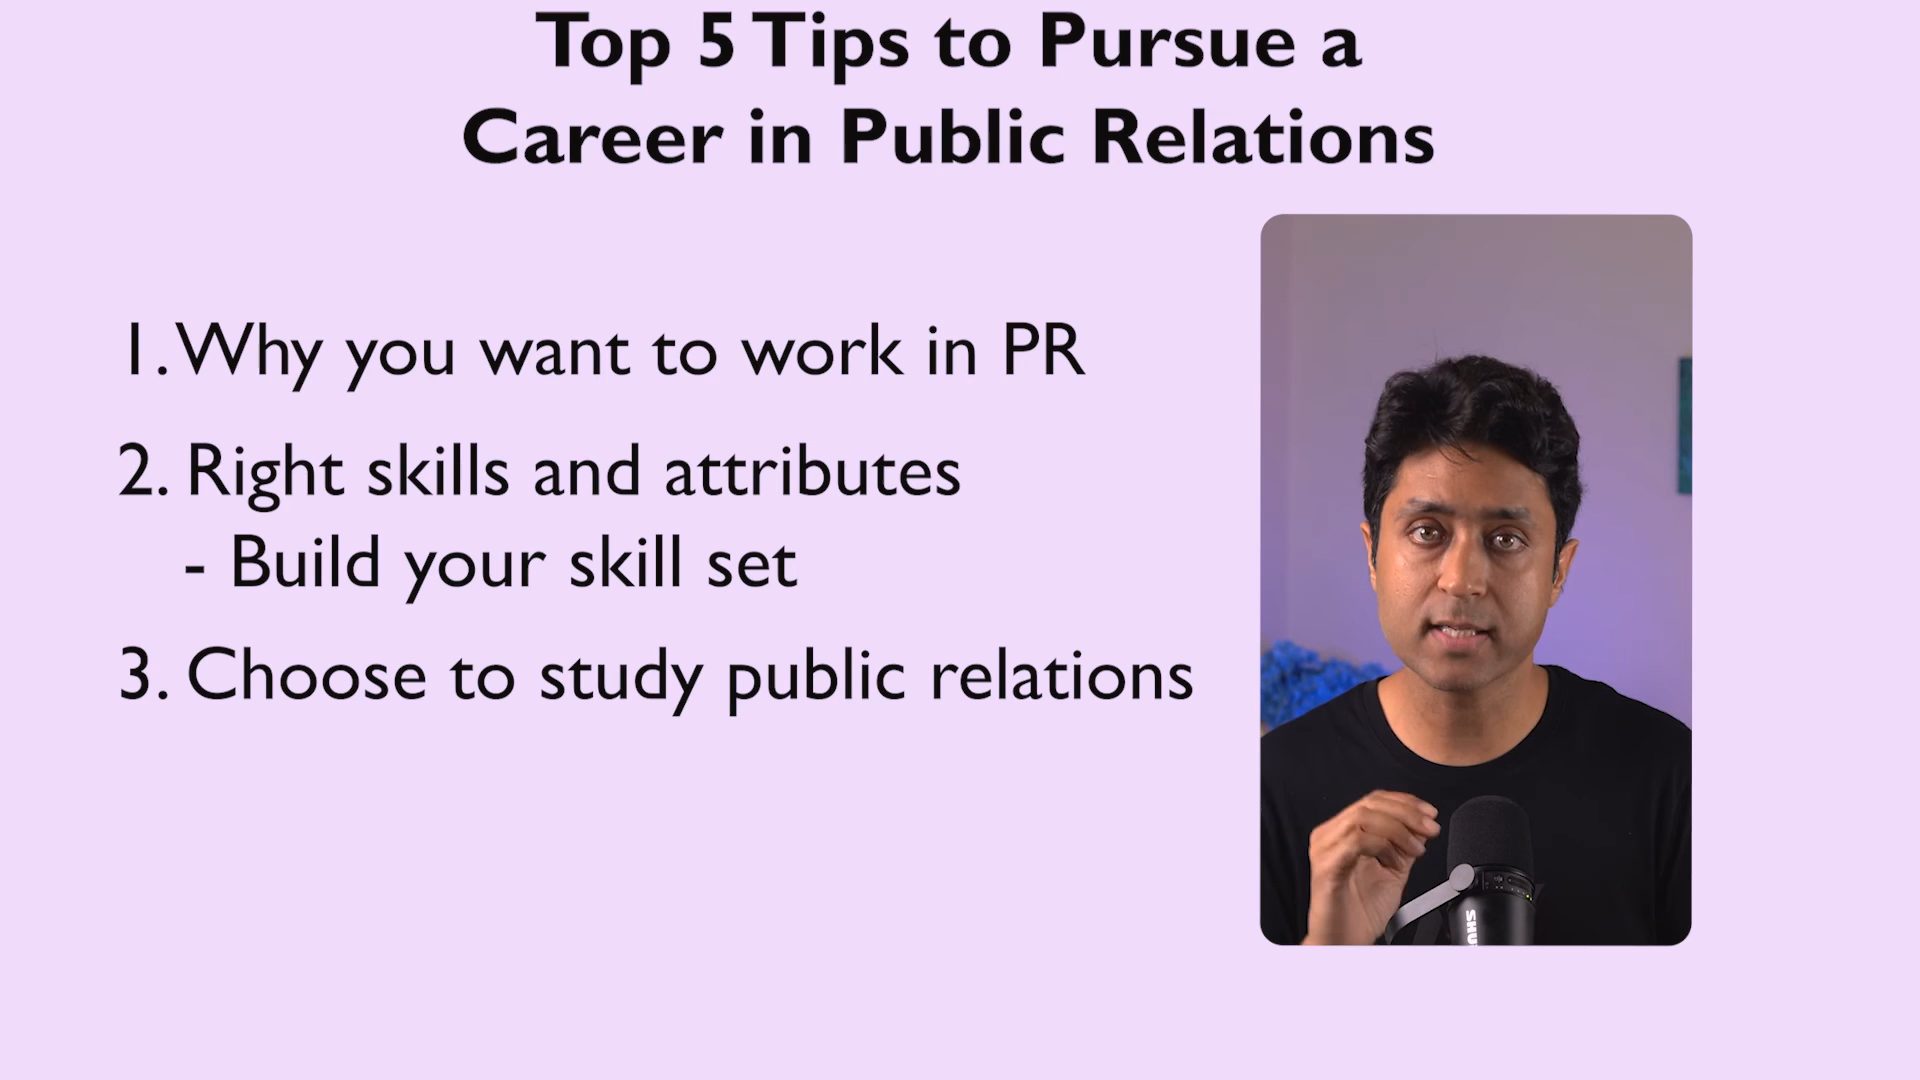 Top 5 Tips to Pursue a
Career in Public Relations
1. Why you want to work in PR
2. Right skills and attributes
- Build your skill set
3. Choose to study public relations